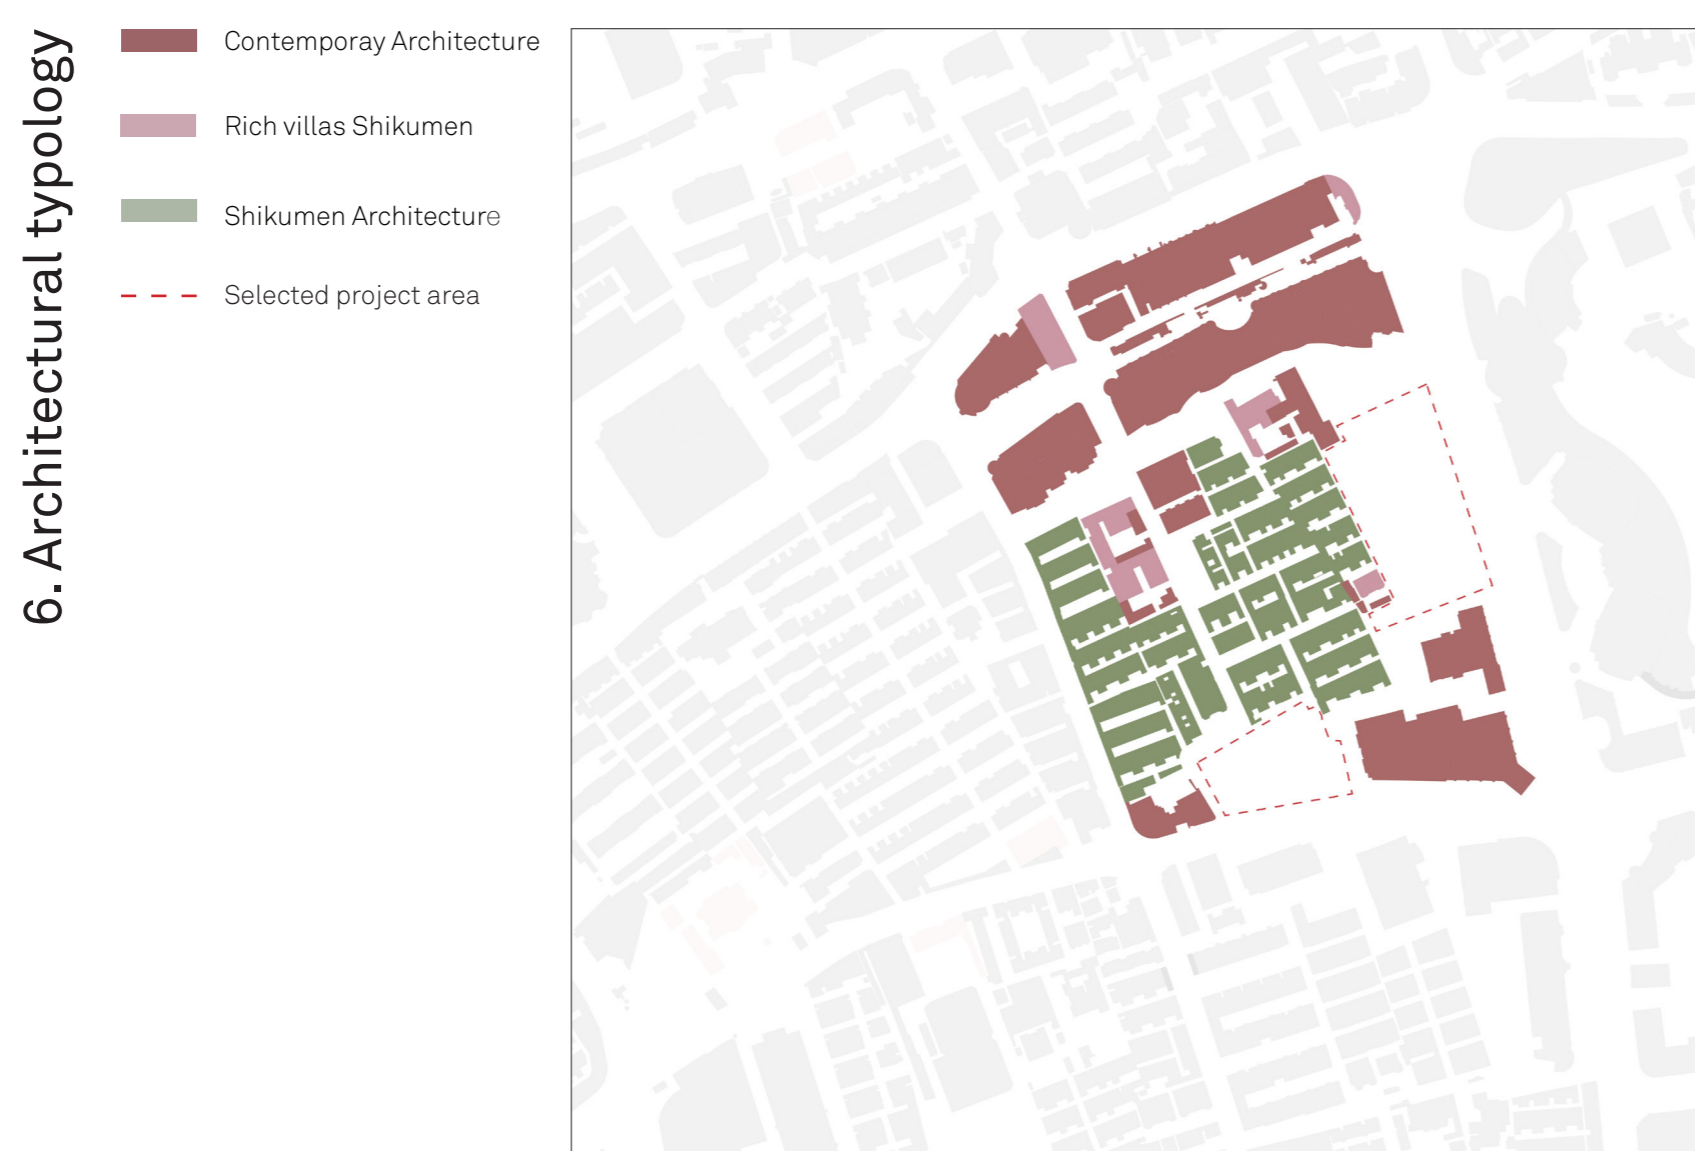 6. Architectural typology
Contemporay Architecture
Rich villas Shikumen
Shikumen Architecture
Selected project area